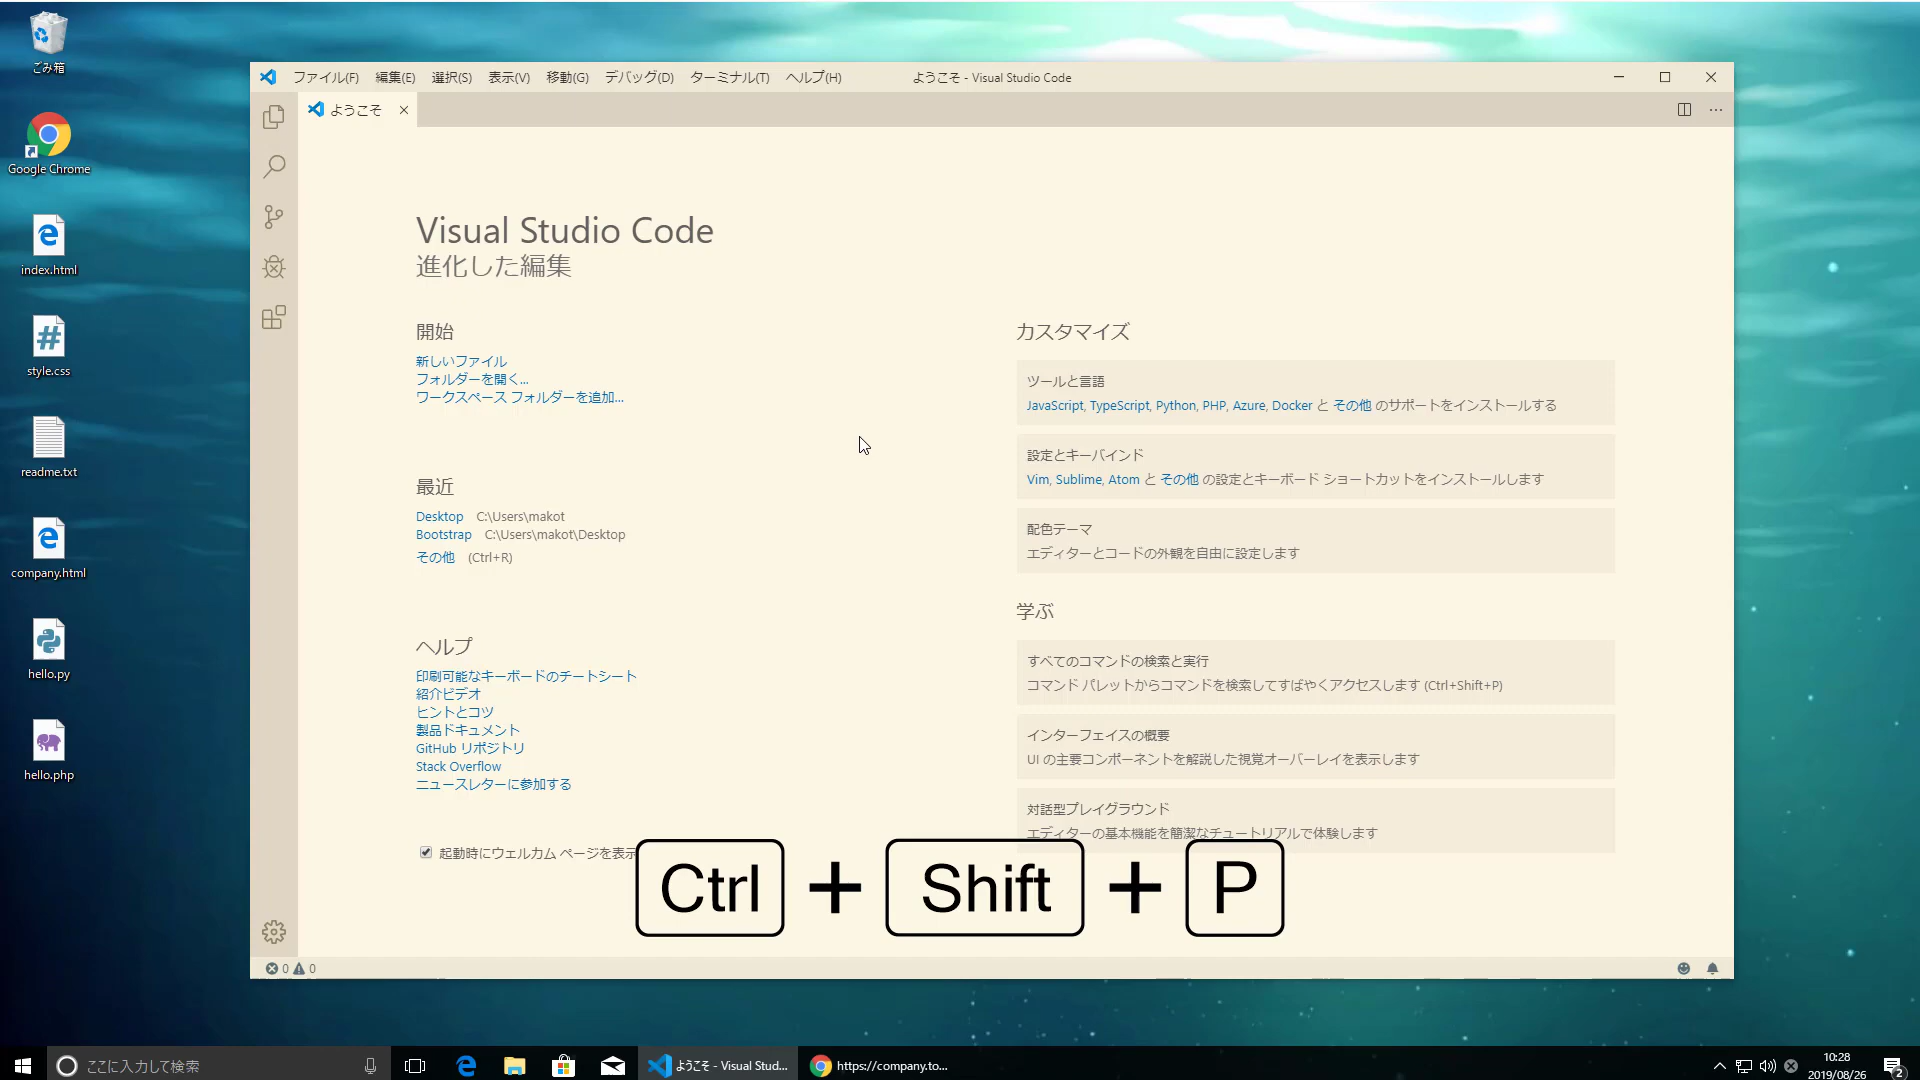 ごみ箱
Google Chrome
index.html
style.css
readme.txt
company.html
hello.py
hello.php
ファイル(F) 編集(E) 選択(S) 表示(V) 移動(G) デバッグ(D) ターミナル(T) ヘルプ(H) ようこそ - Visual Studio Code
ようこそ
Visual Studio Code
進化した編集
開始
新しいファイル
フォルダーを開く...
ワークスペース フォルダーを追加...
最近
Desktop C:\Users\makot
Bootstrap C:\Users\makot\Desktop
その他 (Ctrl+R)
ヘルプ
印刷可能なキーボードのチートシート
紹介ビデオ
ヒントとコツ
製品ドキュメント
GitHub リポジトリ
Stack Overflow
ニュースレターに参加する
起動時にウェルカム ページを表示
カスタマイズ
ツールと言語
JavaScript, TypeScript, Python, PHP, Azure, Docker と その他 のサポートをインストールする
設定とキーバインド
Vim, Sublime, Atom と その他 の設定とキーボード ショートカットをインストールします
配色テーマ
エディターとコードの外観を自由に設定します
学ぶ
すべてのコマンドの検索と実行
コマンド パレットからコマンドを検索してすばやくアクセスします (Ctrl+Shift+P)
インターフェイスの概要
UI の主要コンポーネントを解説した視覚オーバーレイを表示します
対話型プレイグラウンド
エディターの基本機能を簡潔なチュートリアルで体験します
Ctrl + Shift + P
0 0
ここに入力して検索
ようこそ - Visual Stud...
https://company.to...
10:28
2019/08/26
2